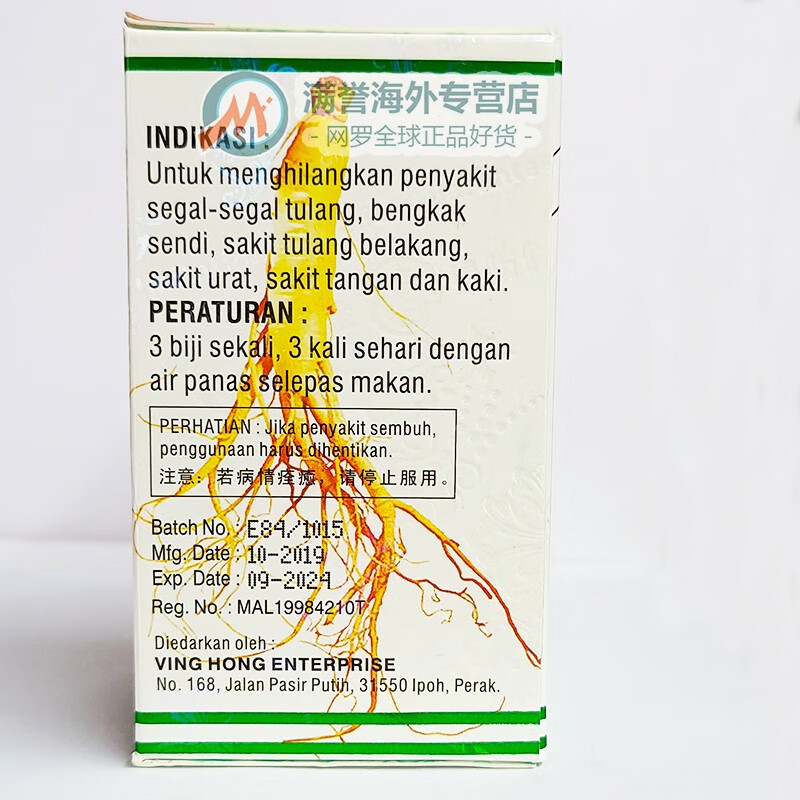 满誉海外专营店
- 网罗全球正品好货 -
INDIKASI :
Untuk menghilangkan penyakit
segal-segal tulang, bengkak
sendi, sakit tulang belakang,
sakit urat, sakit tangan dan kaki.
PERATURAN :
3 biji sekali, 3 kali sehari dengan
air panas selepas makan.
PERHATIAN : Jika penyakit sembuh,
penggunaan harus dihentikan.
注意：若病情痊癒，请停止服用。
Batch No. : E84/1015
Mfg. Date : 10-2019
Exp. Date : 09-2024
Reg. No. : MAL19984210T
Diedarkan oleh :
VING HONG ENTERPRISE
No. 168, Jalan Pasir Putih, 31550 Ipoh, Perak.